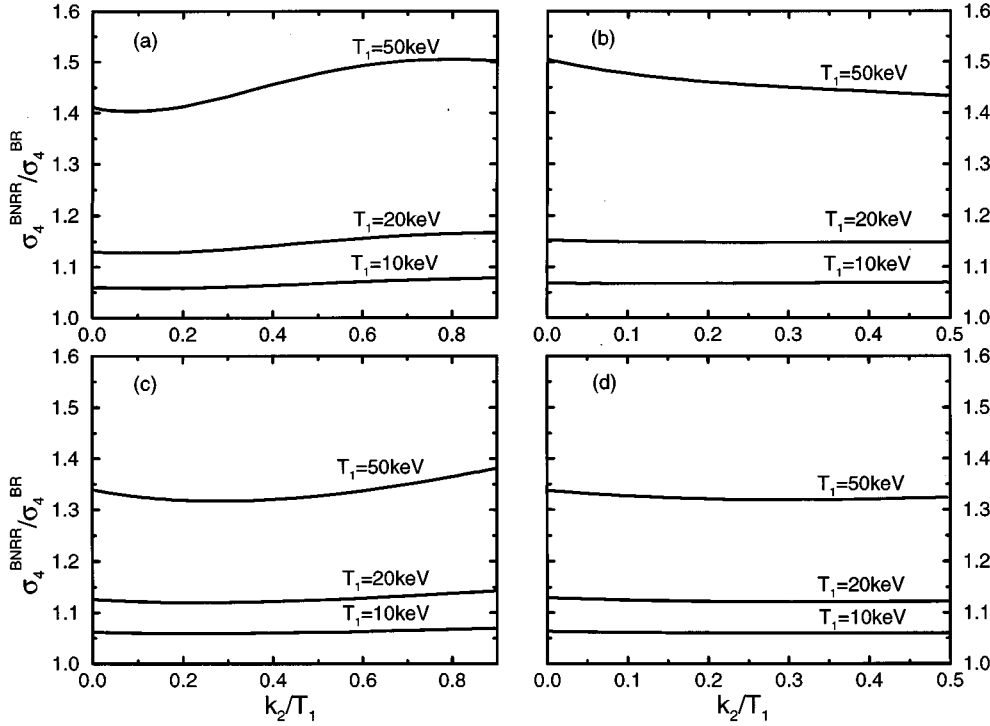 (a)
T₁=50keV
T₁=20keV
T₁=10keV
1.6
1.5
1.4
1.3
1.2
1.1
1.0
0.0 0.2 0.4 0.6 0.8
σ₄ᴮᴺᴿᴿ/σ₄ᴮᴿ
(b)
T₁=50keV
T₁=20keV
T₁=10keV
1.6
1.5
1.4
1.3
1.2
1.1
1.0
0.0 0.1 0.2 0.3 0.4 0.5
(c)
T₁=50keV
T₁=20keV
T₁=10keV
1.6
1.5
1.4
1.3
1.2
1.1
1.0
0.0 0.2 0.4 0.6 0.8
σ₄ᴮᴺᴿᴿ/σ₄ᴮᴿ
k₂/T₁
(d)
T₁=50keV
T₁=20keV
T₁=10keV
1.6
1.5
1.4
1.3
1.2
1.1
1.0
0.0 0.1 0.2 0.3 0.4 0.5
k₂/T₁